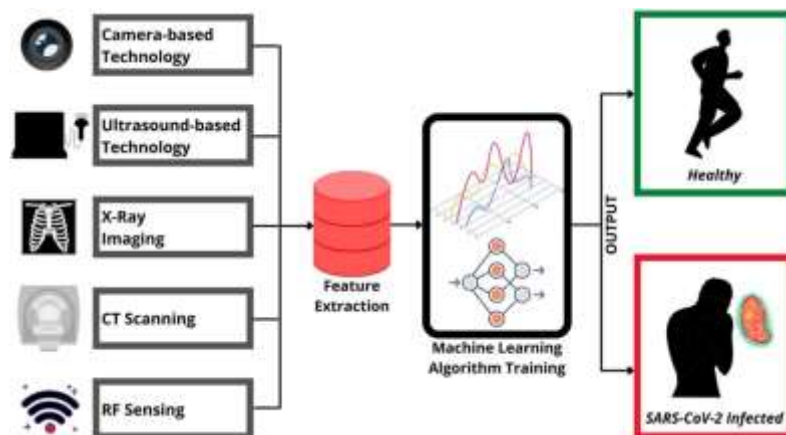 Camera-based
Technology
Ultrasound-based
Technology
X-Ray
Imaging
CT Scanning
RF Sensing
Feature
Extraction
Machine Learning
Algorithm Training
OUTPUT
Healthy
SARS-CoV-2 Infected